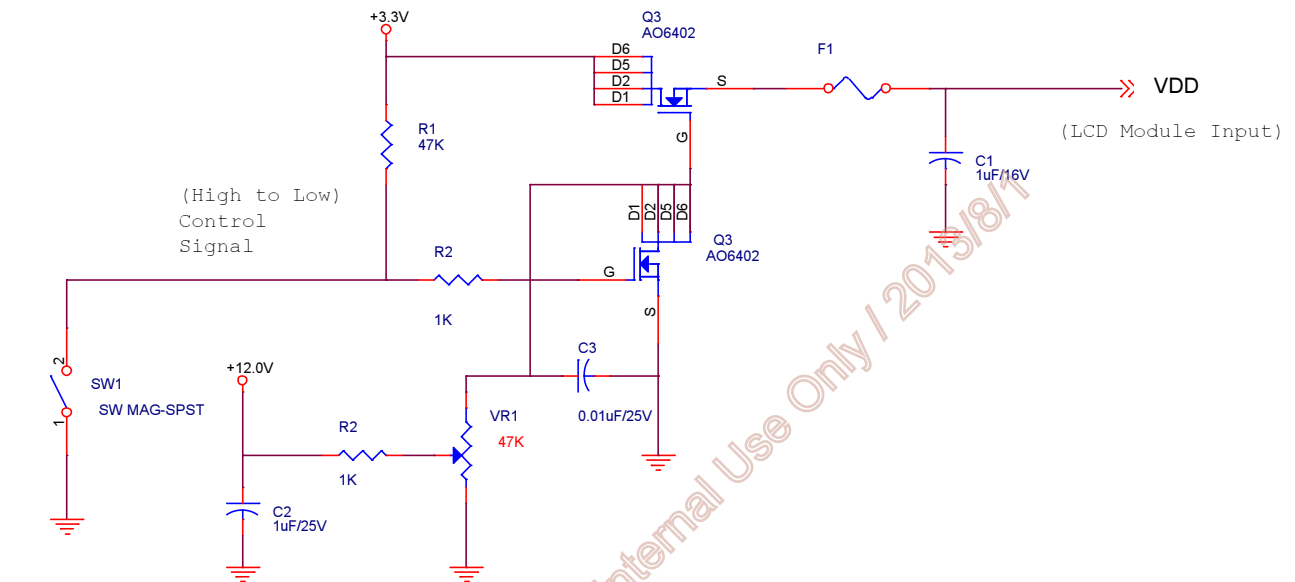 +3.3V
Q3
AO6402
D6
D5
D2
D1
S
G
F1
VDD
(LCD Module Input)
R1
47K
C1
1uF/16V
(High to Low)
Control
Signal
D1
D2
D5
D6
Q3
AO6402
R2
1K
G
S
2
SW1
SW MAG-SPST
1
+12.0V
C3
0.01uF/25V
VR1
47K
R2
1K
C2
1uF/25V
Internal Use Only / 2013/8/1